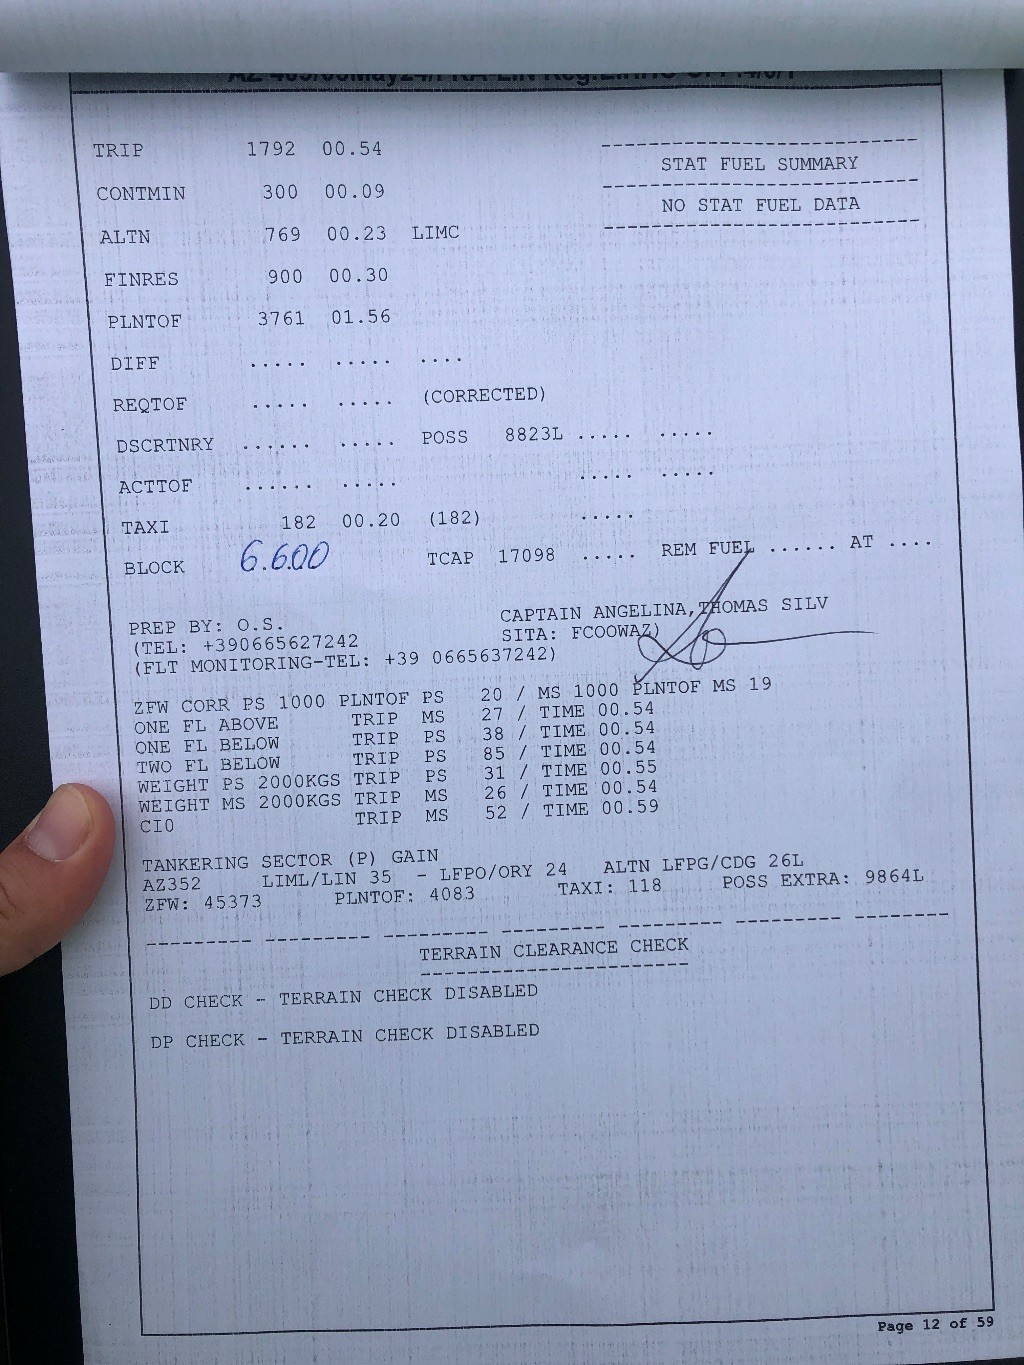 TRIP 1792 00.54
STAT FUEL SUMMARY
CONTMIN 300 00.09
NO STAT FUEL DATA
ALTN 769 00.23 LIMC
FINRES 900 00.30
PLNTOF 3761 01.56
DIFF ..... ..... ....
REQTOF ..... ..... (CORRECTED)
DSCRTNRY ...... ..... POSS 8823L ..... .....
ACTTOF ...... ..... ..... .....
TAXI 182 00.20 (182) .....
BLOCK 6.600 TCAP 17098 ..... REM FUEL ...... AT ....
PREP BY: O.S. CAPTAIN ANGELINA,THOMAS SILV
(TEL: +390665627242 SITA: FCOOWAZ)
(FLT MONITORING-TEL: +39 0665637242)
ZFW CORR PS 1000 PLNTOF PS 20 / MS 1000 PLNTOF MS 19
ONE FL ABOVE TRIP MS 27 / TIME 00.54
ONE FL BELOW TRIP PS 38 / TIME 00.54
TWO FL BELOW TRIP PS 85 / TIME 00.54
WEIGHT PS 2000KGS TRIP PS 31 / TIME 00.55
WEIGHT MS 2000KGS TRIP MS 26 / TIME 00.54
CI0 TRIP MS 52 / TIME 00.59
TANKERING SECTOR (P) GAIN
AZ352 LIML/LIN 35 - LFPO/ORY 24 ALTN LFPG/CDG 26L
ZFW: 45373 PLNTOF: 4083 TAXI: 118 POSS EXTRA: 9864L
TERRAIN CLEARANCE CHECK
DD CHECK - TERRAIN CHECK DISABLED
DP CHECK - TERRAIN CHECK DISABLED
Page 12 of 59